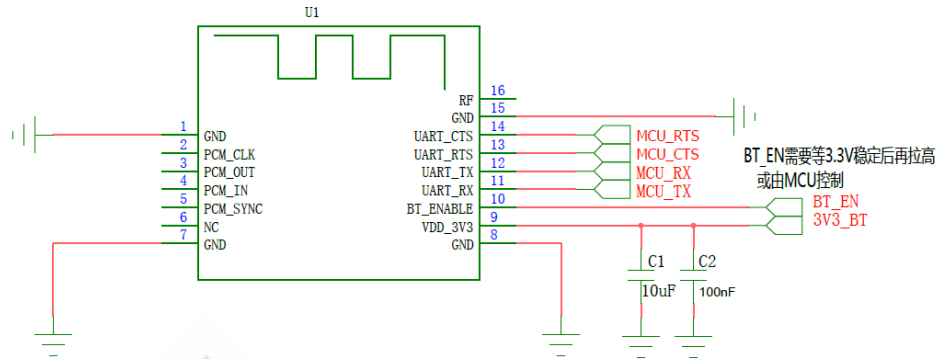 U1
1 GND
2 PCM_CLK
3 PCM_OUT
4 PCM_IN
5 PCM_SYNC
6 NC
7 GND
RF 16
GND 15
UART_CTS 14 MCU_RTS
UART_RTS 13 MCU_CTS
UART_TX 12 MCU_RX
UART_RX 11 MCU_TX
BT_ENABLE 10 BT_EN
VDD_3V3 9 3V3_BT
GND 8
BT_EN需要等3.3V稳定后再拉高
或由MCU控制
C1
10uF
C2
100nF